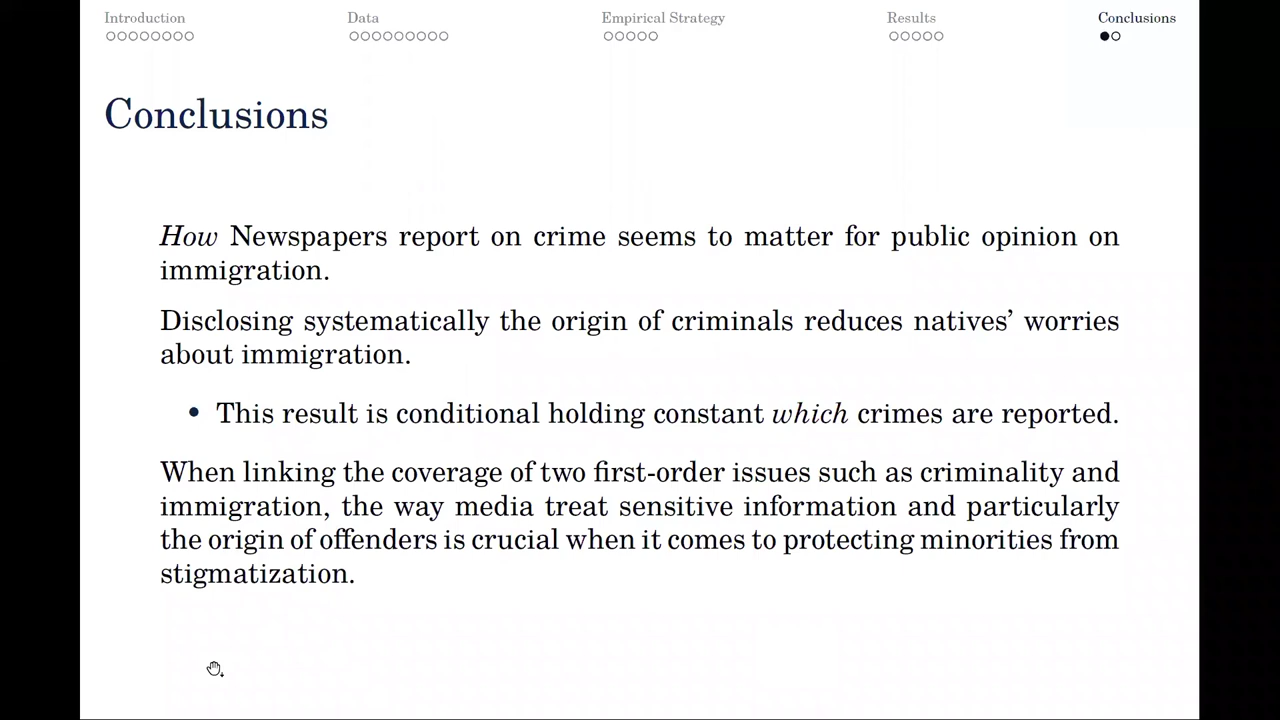 Introduction Data Empirical Strategy Results Conclusions
Conclusions
How Newspapers report on crime seems to matter for public opinion on
immigration.
Disclosing systematically the origin of criminals reduces natives’ worries
about immigration.
• This result is conditional holding constant which crimes are reported.
When linking the coverage of two first-order issues such as criminality and
immigration, the way media treat sensitive information and particularly
the origin of offenders is crucial when it comes to protecting minorities from
stigmatization.